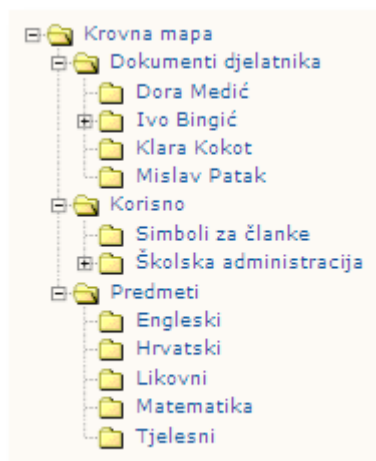 Krovna mapa
Dokumenti djelatnika
Dora Medić
Ivo Bingić
Klara Kokot
Mislav Patak
Korisno
Simboli za članke
Školska administracija
Predmeti
Engleski
Hrvatski
Likovni
Matematika
Tjelesni